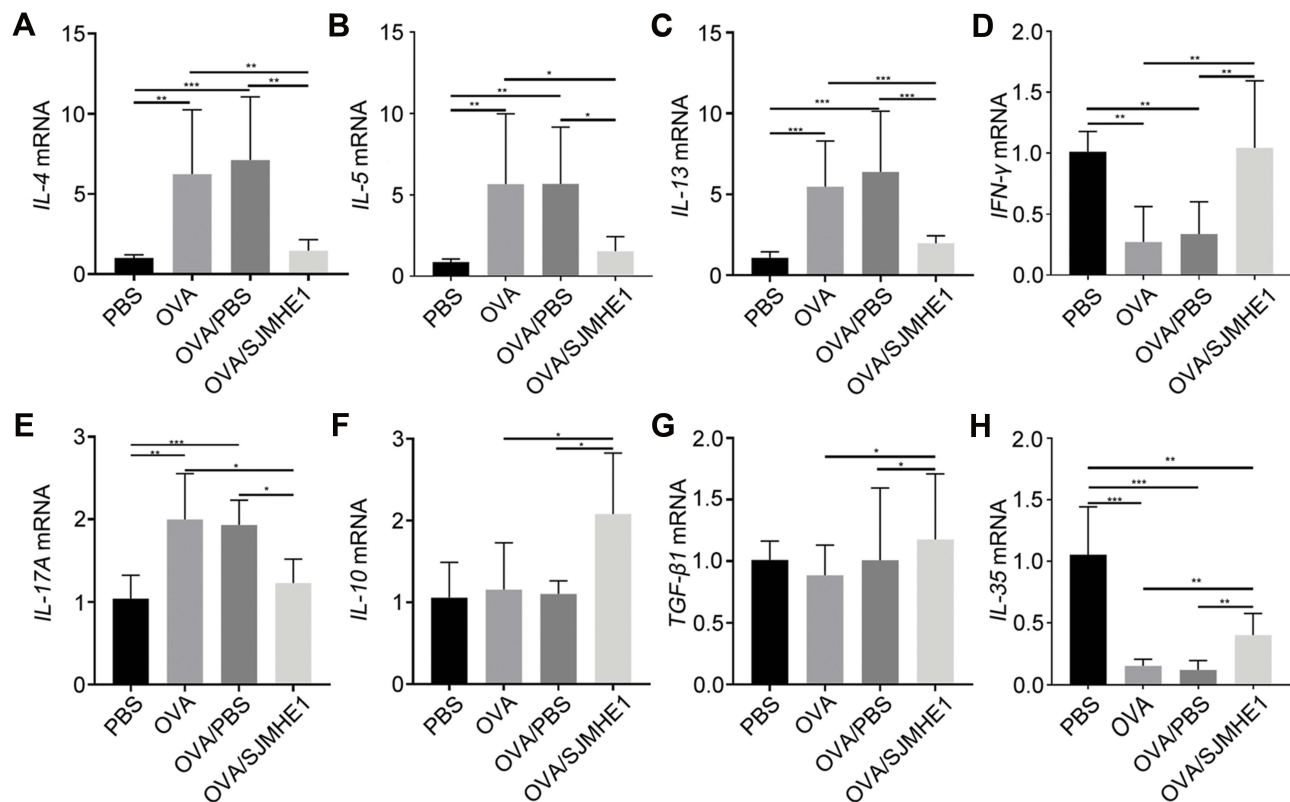 A
IL-4 mRNA
15
10
5
0
**
***
**
**
PBS
OVA
OVA/PBS
OVA/SJMHE1
B
IL-5 mRNA
15
10
5
0
*
**
**
*
PBS
OVA
OVA/PBS
OVA/SJMHE1
C
IL-13 mRNA
15
10
5
0
***
***
***
***
PBS
OVA
OVA/PBS
OVA/SJMHE1
D
IFN-γ mRNA
2.0
1.5
1.0
0.5
0.0
**
**
**
**
PBS
OVA
OVA/PBS
OVA/SJMHE1
E
IL-17A mRNA
3
2
1
0
***
**
*
*
PBS
OVA
OVA/PBS
OVA/SJMHE1
F
IL-10 mRNA
3
2
1
0
*
*
PBS
OVA
OVA/PBS
OVA/SJMHE1
G
TGF-β1 mRNA
2.0
1.5
1.0
0.5
0.0
*
*
PBS
OVA
OVA/PBS
OVA/SJMHE1
H
IL-35 mRNA
2.0
1.5
1.0
0.5
0.0
**
***
***
**
**
PBS
OVA
OVA/PBS
OVA/SJMHE1